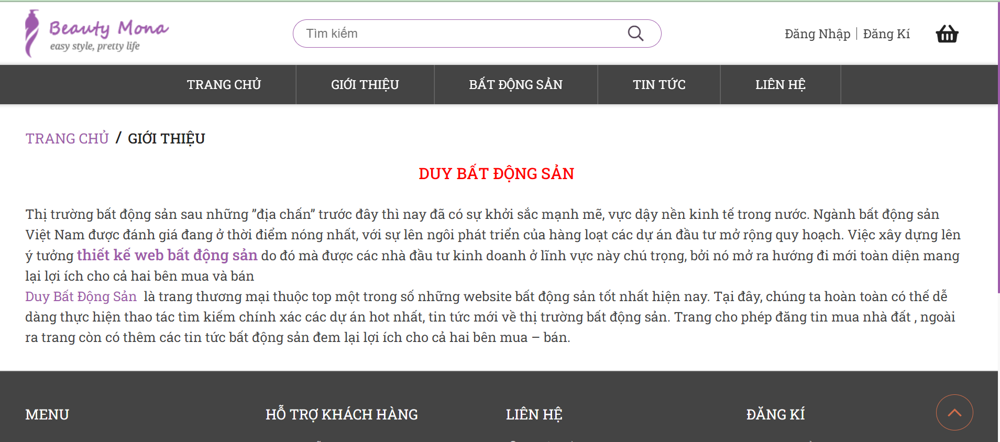 Beauty Mona
easy style, pretty life
Tìm kiếm
Đăng Nhập | Đăng Kí
TRANG CHỦ
GIỚI THIỆU
BẤT ĐỘNG SẢN
TIN TỨC
LIÊN HỆ
TRANG CHỦ / GIỚI THIỆU
DUY BẤT ĐỘNG SẢN
Thị trường bất động sản sau những ”địa chấn” trước đây thì nay đã có sự khởi sắc mạnh mẽ, vực dậy nền kinh tế trong nước. Ngành bất động sản
Việt Nam được đánh giá đang ở thời điểm nóng nhất, với sự lên ngôi phát triển của hàng loạt các dự án đầu tư mở rộng quy hoạch. Việc xây dựng lên
ý tưởng thiết kế web bất động sản do đó mà được các nhà đầu tư kinh doanh ở lĩnh vực này chú trọng, bởi nó mở ra hướng đi mới toàn diện mang
lại lợi ích cho cả hai bên mua và bán
Duy Bất Động Sản là trang thương mại thuộc top một trong số những website bất động sản tốt nhất hiện nay. Tại đây, chúng ta hoàn toàn có thể dễ
dàng thực hiện thao tác tìm kiếm chính xác các dự án hot nhất, tin tức mới về thị trường bất động sản. Trang cho phép đăng tin mua nhà đất , ngoài
ra trang còn có thêm các tin tức bất động sản đem lại lợi ích cho cả hai bên mua – bán.
MENU
HỖ TRỢ KHÁCH HÀNG
LIÊN HỆ
ĐĂNG KÍ